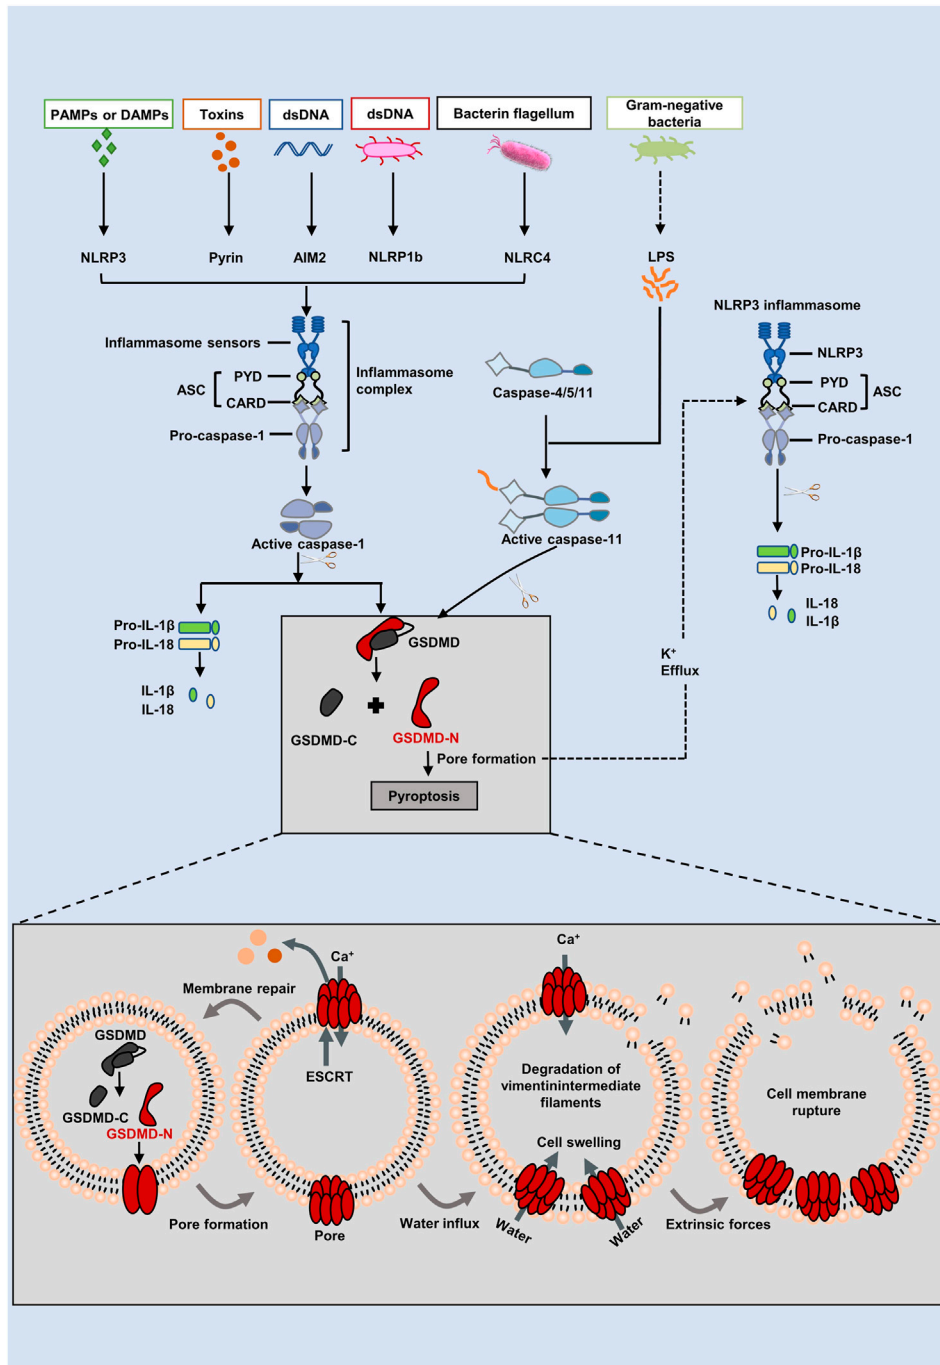 PAMPs or DAMPs
Toxins
dsDNA
dsDNA
Bacterin flagellum
Gram-negative
bacteria
NLRP3
Pyrin
AIM2
NLRP1b
NLRC4
LPS
NLRP3 inflammasome
Inflammasome sensors
PYD
ASC
CARD
Pro-caspase-1
Inflammasome
complex
Caspase-4/5/11
NLRP3
PYD
ASC
CARD
Pro-caspase-1
Active caspase-1
Active caspase-11
Pro-IL-1β
Pro-IL-18
IL-18
IL-1β
Pro-IL-1β
Pro-IL-18
IL-1β
IL-18
GSDMD
GSDMD-C
GSDMD-N
Pore formation
Pyroptosis
K⁺
Efflux
Membrane repair
Ca⁺
Ca⁺
GSDMD
GSDMD-C
GSDMD-N
ESCRT
Degradation of
vimentinintermediate
filaments
Cell swelling
Cell membrane
rupture
Pore formation
Pore
Water influx
Water
Water
Extrinsic forces